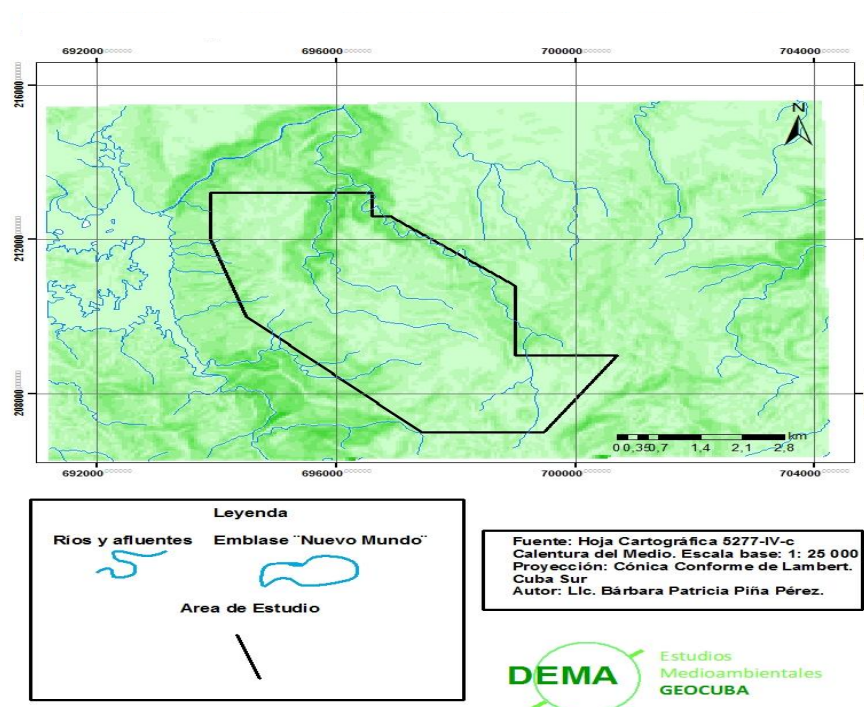 692000 696000 700000 704000
216000
212000
208000
N
km
0 0,35 0,7 1,4 2,1 2,8
692000 696000 700000 704000
Leyenda
Ríos y afluentes Emblase ¨Nuevo Mundo¨
Area de Estudio
Fuente: Hoja Cartográfica 5277-IV-c
Calentura del Medio. Escala base: 1: 25 000
Proyección: Cónica Conforme de Lambert.
Cuba Sur
Autor: Lic. Bárbara Patricia Piña Pérez.
DEMA
Estudios
Medioambientales
GEOCUBA